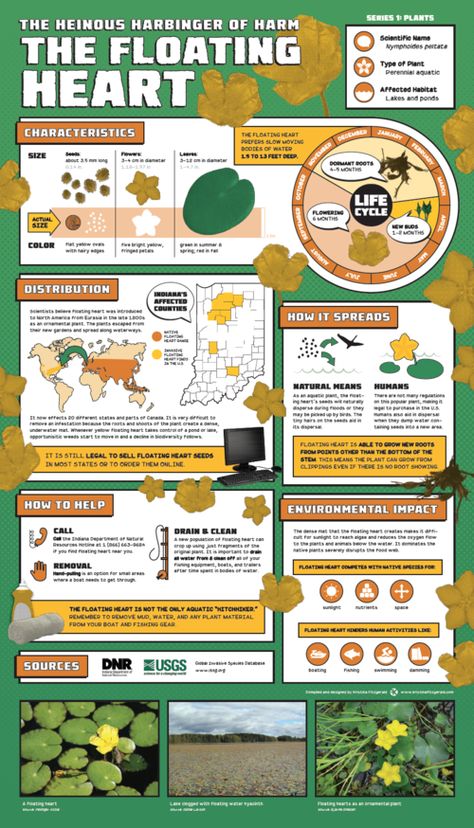 THE HEINOUS HARBINGER OF HARM
THE FLOATING
HEART
SERIES 1: PLANTS
Scientific Name
Nymphoides peltata
Type of Plant
Perennial aquatic
Affected Habitat
Lakes and ponds
CHARACTERISTICS
SIZE
Seeds:
about 3.5 mm long
Flowers:
3-4 cm in diameter
Leaves:
3-12 cm in diameter
ACTUAL
SIZE
COLOR
flat yellow ovals
with hairy edges
five bright yellow,
fringed petals
green in summer &
spring, red in fall
THE FLOATING HEART
PREFERS SLOW MOVING
BODIES OF WATER
1.5 TO 13 FEET DEEP.
JANUARY
FEBRUARY
MARCH
APRIL
MAY
JUNE
JULY
AUGUST
SEPTEMBER
OCTOBER
NOVEMBER
DECEMBER
DORMANT ROOTS
4-5 MONTHS
LIFE
CYCLE
FLOWERING
6 MONTHS
NEW BUDS
1-2 MONTHS
DISTRIBUTION
Scientists believe floating heart was introduced
to North America from Eurasia in the late 1800s
as an ornamental plant. The plants escaped from
their new gardens and spread along waterways.
INDIANA'S
AFFECTED
COUNTIES
NATIVE
FLOATING
HEART RANGE
INVASIVE
FLOATING
HEART FINDS
IN THE U.S.
It now effects 20 different states and parts of Canada. It is very difficult to
remove an infestation because the roots and shoots of the plant create a dense,
underwater mat. Whenever yellow floating heart takes control of a pond or lake,
opportunistic weeds start to move in and a decline in biodiversity follows.
IT IS STILL LEGAL TO SELL FLOATING HEART SEEDS
IN MOST STATES OR TO ORDER THEM ONLINE.
HOW IT SPREADS
NATURAL MEANS
As an aquatic plant, the float-
ing heart's seeds will naturally
disperse during floods or they
may be picked up by birds. The
tiny hairs on the seeds aid in
its dispersal
HUMANS
There are not many regulations
on this popular plant, making it
legal to purchase in the U.S.
Humans also aid in dispersal
when they dump water con-
taining seeds into a new area.
FLOATING HEART IS ABLE TO GROW NEW ROOTS
FROM POINTS OTHER THAN THE BOTTOM OF THE
STEM. THIS MEANS THE PLANT CAN GROW FROM
CLIPPINGS EVEN IF THERE IS NO ROOT SHOWING.
HOW TO HELP
CALL
Call the Indiana Department of Natural
Resources Hotline at 1 (866) 663-9684
if you find floating heart near you.
REMOVAL
Hand-pulling is an option for small areas
where a boat needs to get through.
DRAIN & CLEAN
A new population of floating heart can
crop up using just fragments of the
original plant. It is important to drain
all water from & clean off all of your
fishing equipment, boats, and trailers
after time spent in bodies of water.
THE FLOATING HEART IS NOT THE ONLY AQUATIC "HITCHHIKER."
REMEMBER TO REMOVE MUD, WATER, AND ANY PLANT MATERIAL
FROM YOUR BOAT AND FISHING GEAR.
ENVIRONMENTAL IMPACT
The dense mat that the floating heart creates makes it diffi-
cult for sunlight to reach algae and reduces the oxygen flow
to the plants and animals below the water. It eliminates the
native plants severely disrupts the food web.
FLOATING HEART COMPETES WITH NATIVE SPECIES FOR:
sunlight
nutrients
space
FLOATING HEART HINDERS HUMAN ACTIVITIES LIKE:
boating
fishing
swimming
damming
SOURCES
DNR
Indiana Department of
Natural Resources
USGS
science for a changing world
Global Invasive Species Database
www.issg.org
Compiled and designed by Kristina Fitzgerald
www.kristinafitzgerald.com
A floating heart
Lake clogged with floating water hyacinth
Floating hearts as an ornamental plant